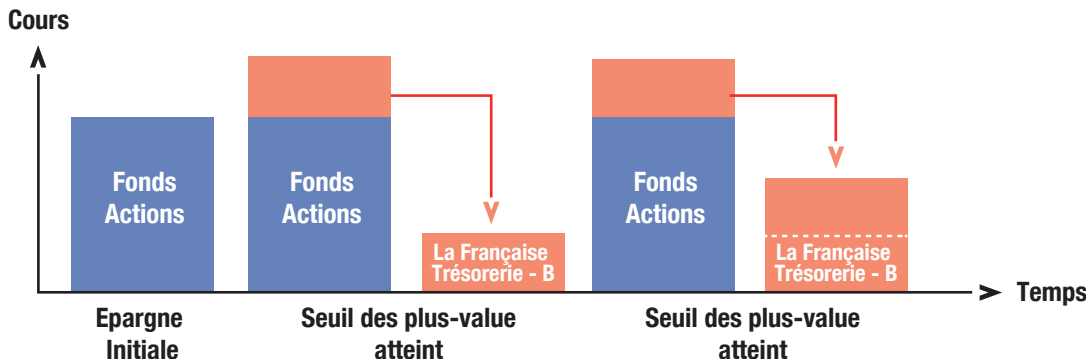 Cours
Fonds
Actions
Fonds
Actions
La Française
Trésorerie - B
Fonds
Actions
La Française
Trésorerie - B
Temps
Epargne
Initiale
Seuil des plus-value
atteint
Seuil des plus-value
atteint